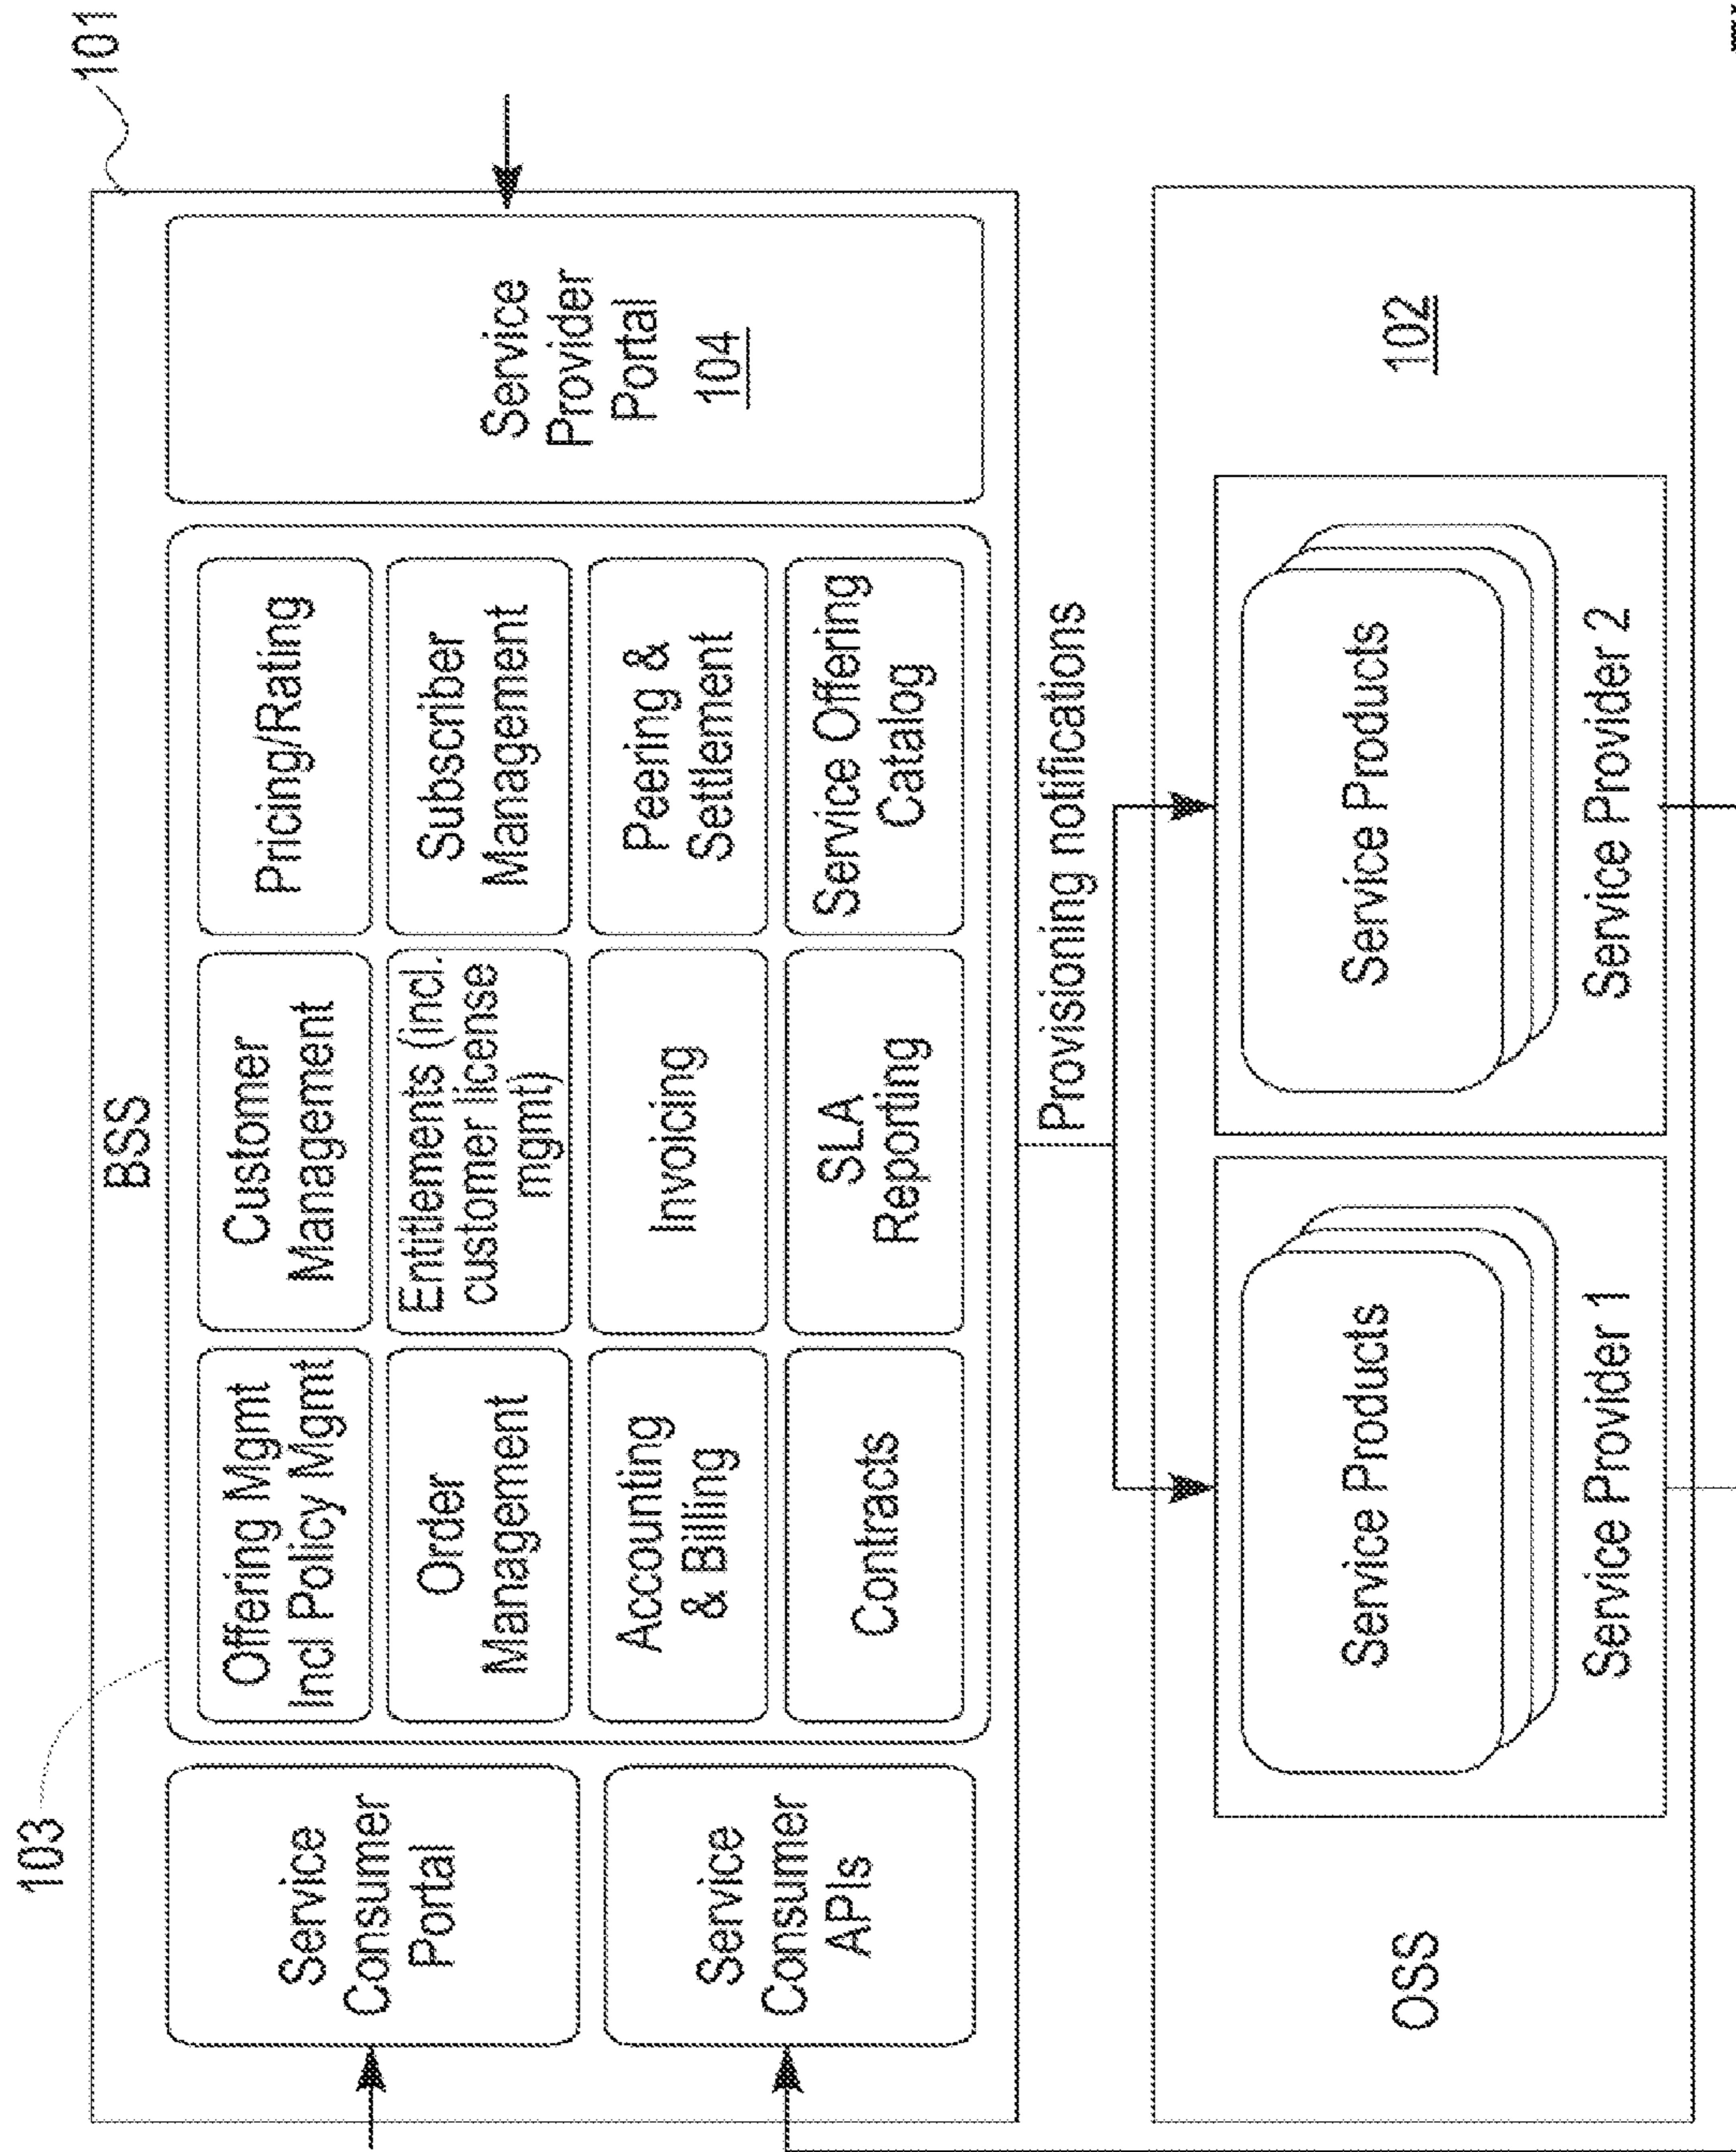 101
BSS
103
Service
Consumer
Portal
Service
Consumer
APIs
Offering Mgmt
Incl Policy Mgmt
Customer
Management
Pricing/Rating
Order
Management
Entitlements (incl.
customer license
mgmt)
Subscriber
Management
Accounting
& Billing
Invoicing
Peering &
Settlement
Contracts
SLA
Reporting
Service Offering
Catalog
Service
Provider
Portal
104
Provisioning notifications
OSS
Service Products
Service Provider 1
Service Products
Service Provider 2
102